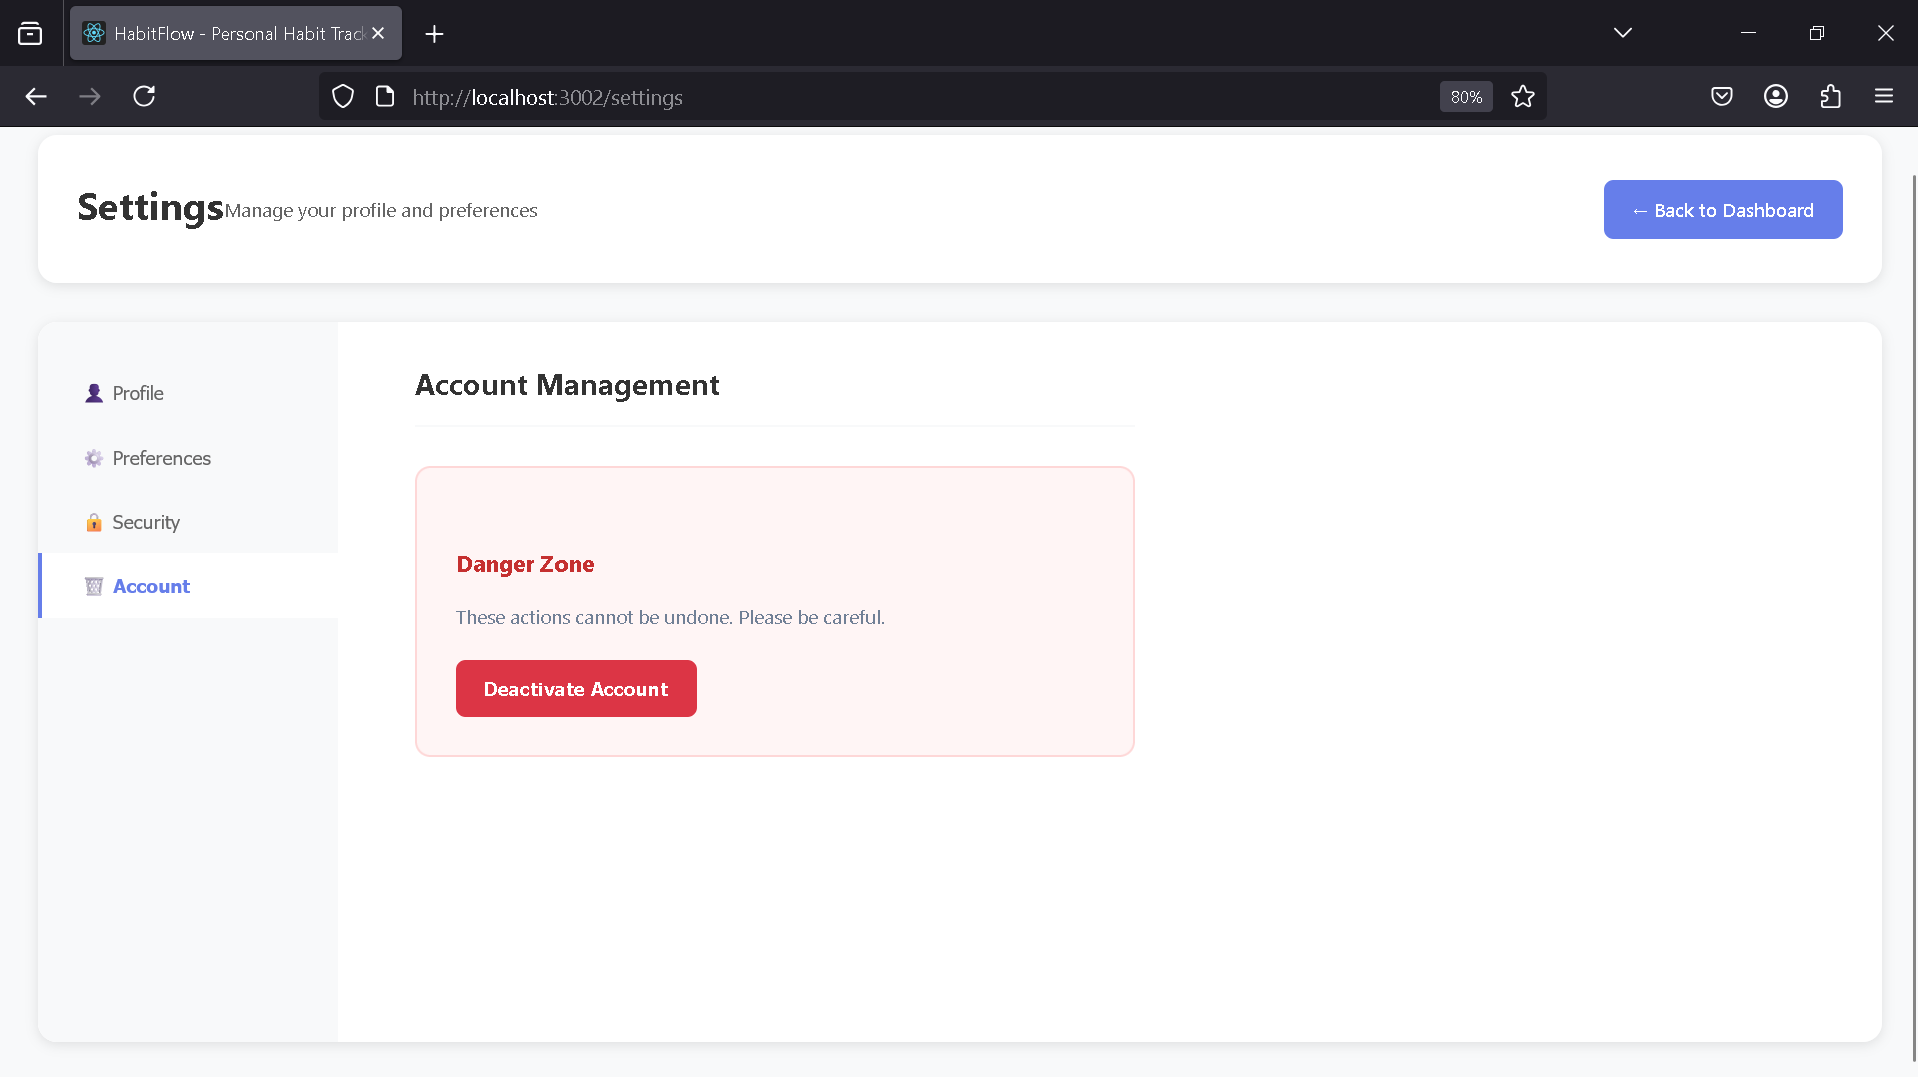 HabitFlow - Personal Habit Trac
http://localhost:3002/settings
80%
Settings
Manage your profile and preferences
← Back to Dashboard
Profile
Preferences
Security
Account
Account Management
Danger Zone
These actions cannot be undone. Please be careful.
Deactivate Account